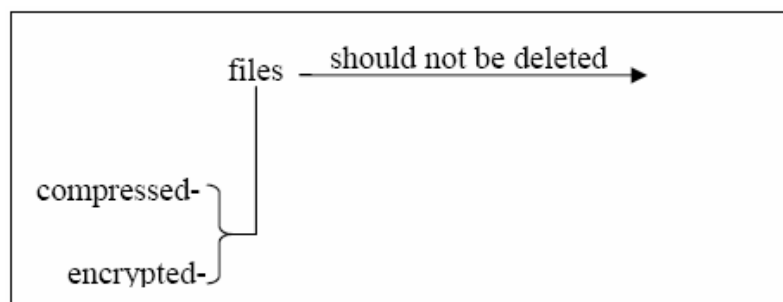 files should not be deleted
compressed-
encrypted-